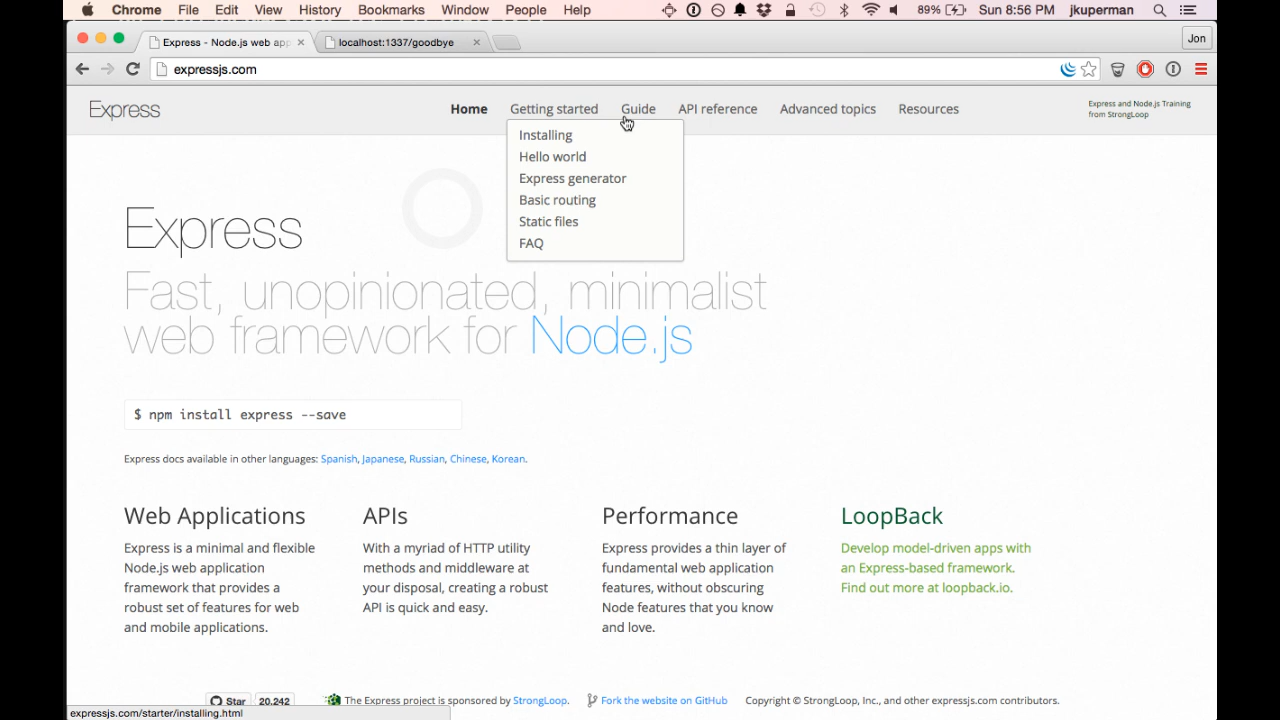 Chrome File Edit View History Bookmarks Window People Help 89% Sun 8:56 PM jkuperman
Express - Node.js web app localhost:1337/goodbye Jon
expressjs.com
Express Home Getting started Guide API reference Advanced topics Resources Express and Node.js Training
from StrongLoop
Installing
Hello world
Express generator
Basic routing
Static files
FAQ
Express
Fast, unopinionated, minimalist
web framework for Node.js
$ npm install express --save
Express docs available in other languages: Spanish, Japanese, Russian, Chinese, Korean.
Web Applications
Express is a minimal and flexible
Node.js web application
framework that provides a
robust set of features for web
and mobile applications.
APIs
With a myriad of HTTP utility
methods and middleware at
your disposal, creating a robust
API is quick and easy.
Performance
Express provides a thin layer of
fundamental web application
features, without obscuring
Node features that you know
and love.
LoopBack
Develop model-driven apps with
an Express-based framework.
Find out more at loopback.io.
Star 20,242 The Express project is sponsored by StrongLoop. Fork the website on GitHub Copyright © StrongLoop, Inc., and other expressjs.com contributors.
expressjs.com/starter/installing.html